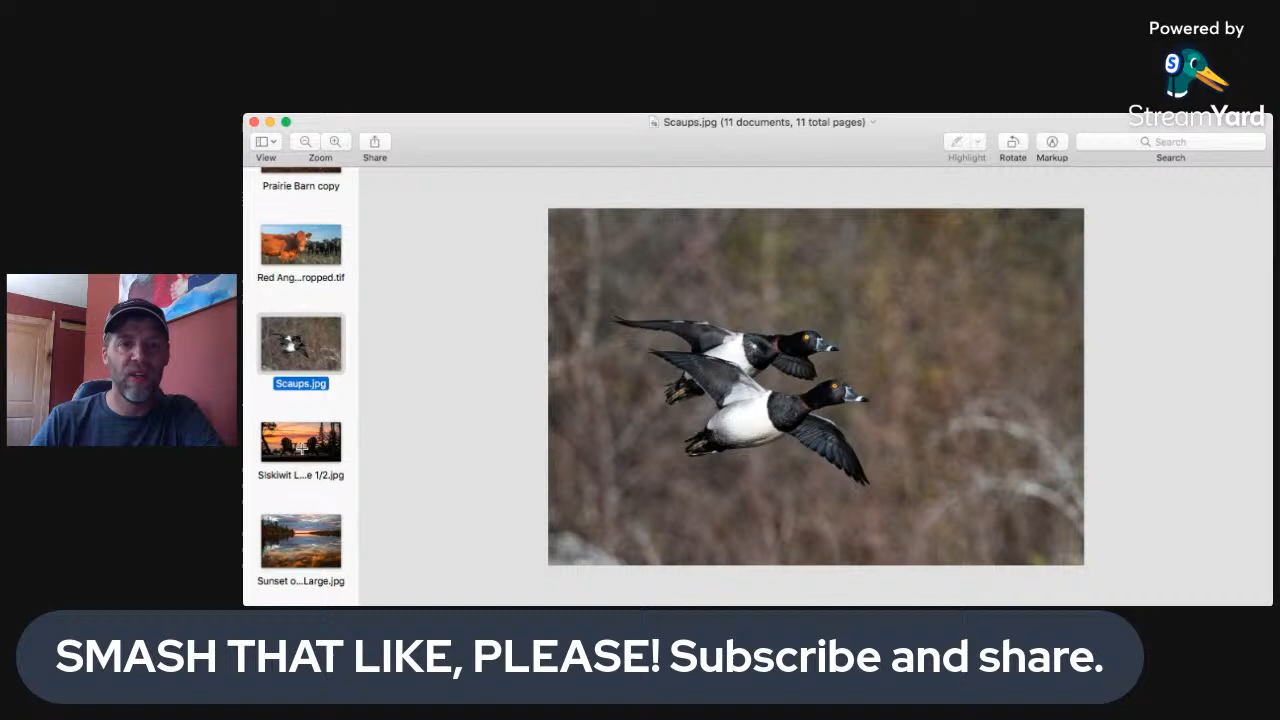 Powered by
S
StreamYard
Scaups.jpg (11 documents, 11 total pages)
View
Zoom
Share
Highlight
Rotate
Markup
Search
Search
Prairie Barn copy
Red Ang...ropped.tif
Scaups.jpg
Siskiwit L...e 1/2.jpg
Sunset o...Large.jpg
SMASH THAT LIKE, PLEASE! Subscribe and share.